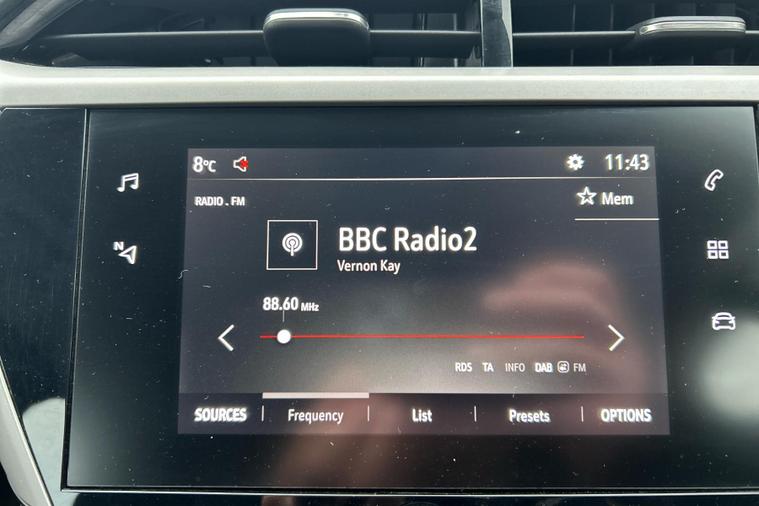 8°C 11:43
RADIO . FM
Mem
BBC Radio2
Vernon Kay
88.60 MHz
RDS TA INFO DAB FM
SOURCES Frequency List Presets OPTIONS
N